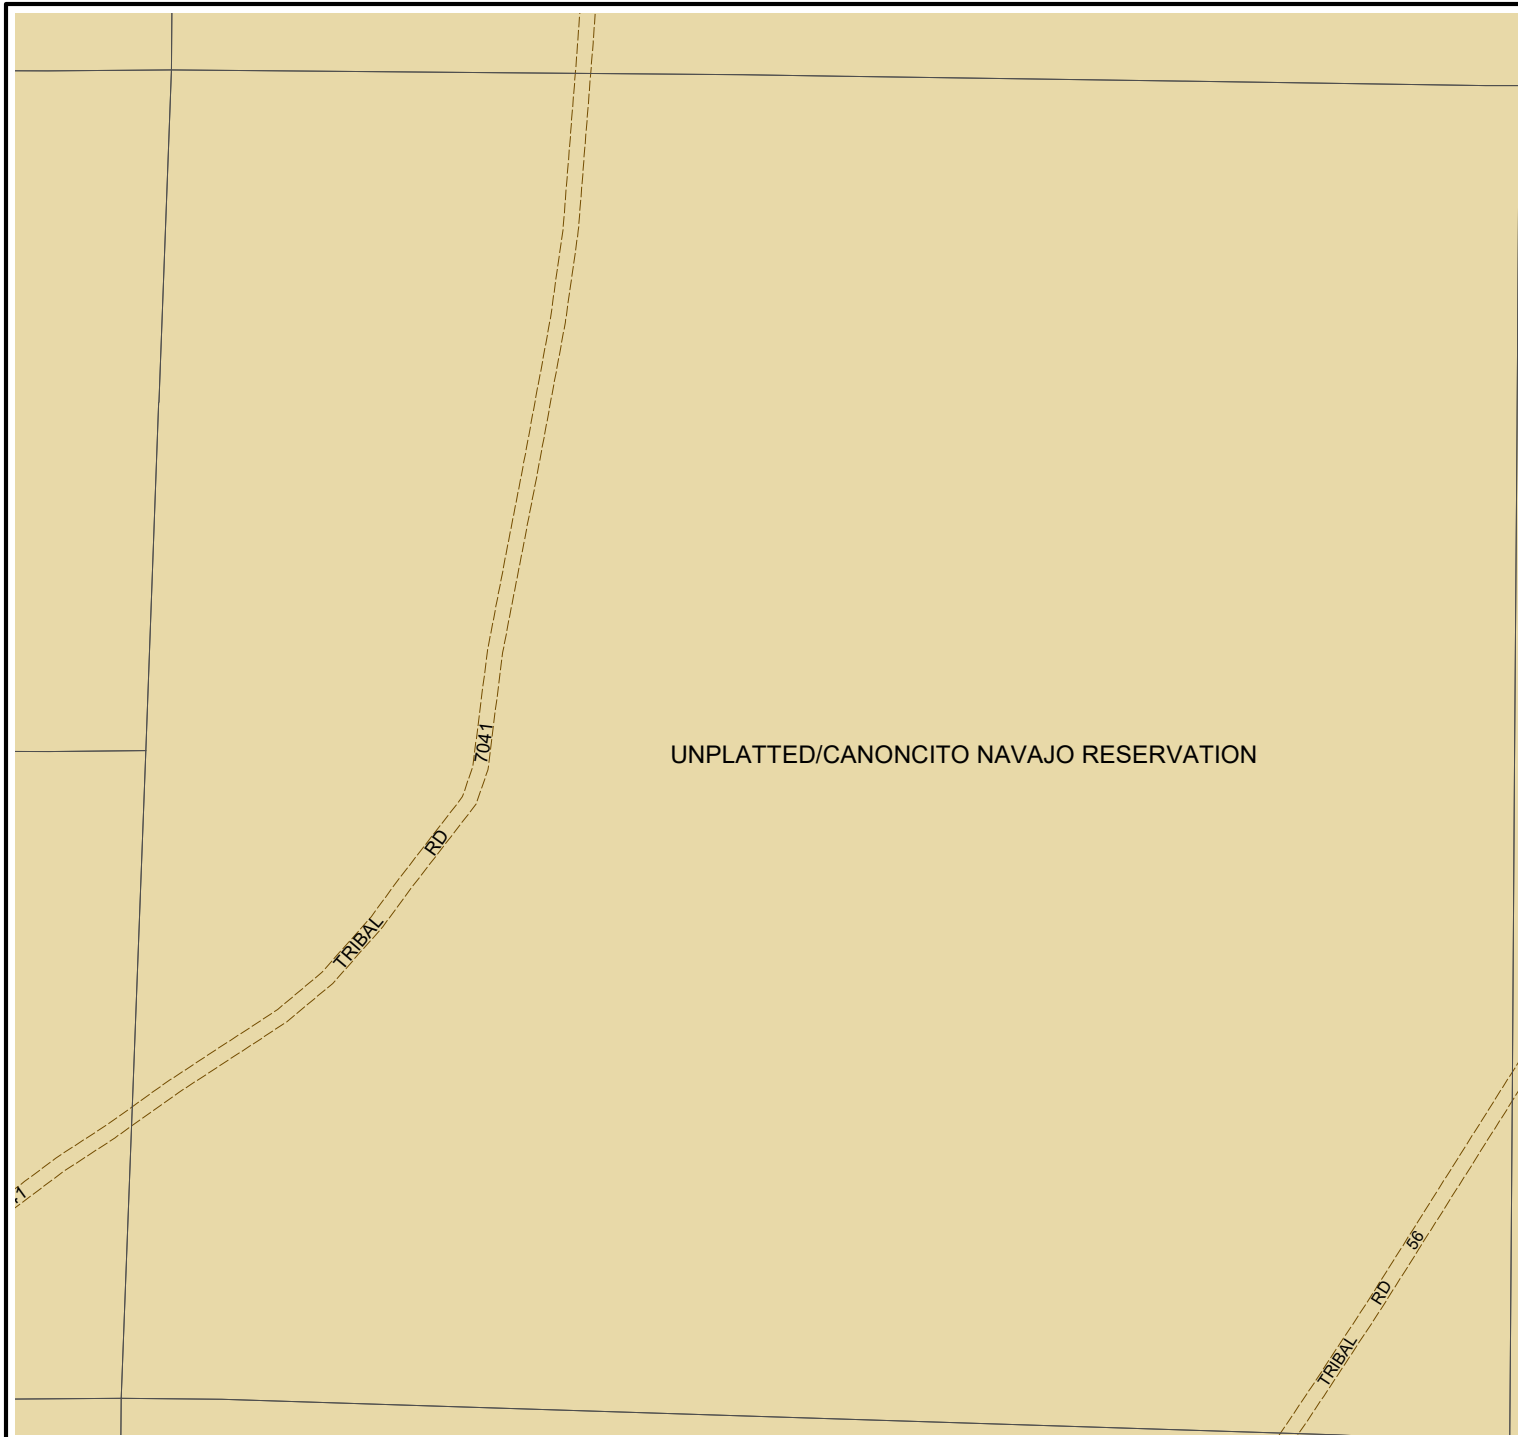 UNPLATTED/CANONCITO NAVAJO RESERVATION
TRIBAL RD 7041
TRIBAL RD 56